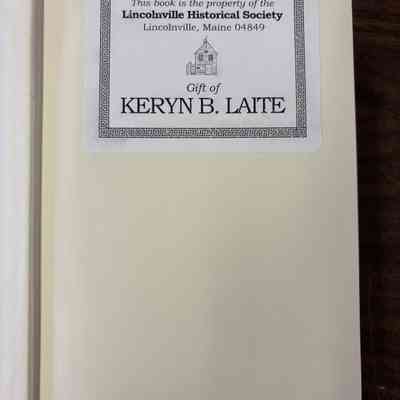 This book is the property of the
Lincolnville Historical Society
Lincolnville, Maine 04849
Gift of
KERYN B. LAITE